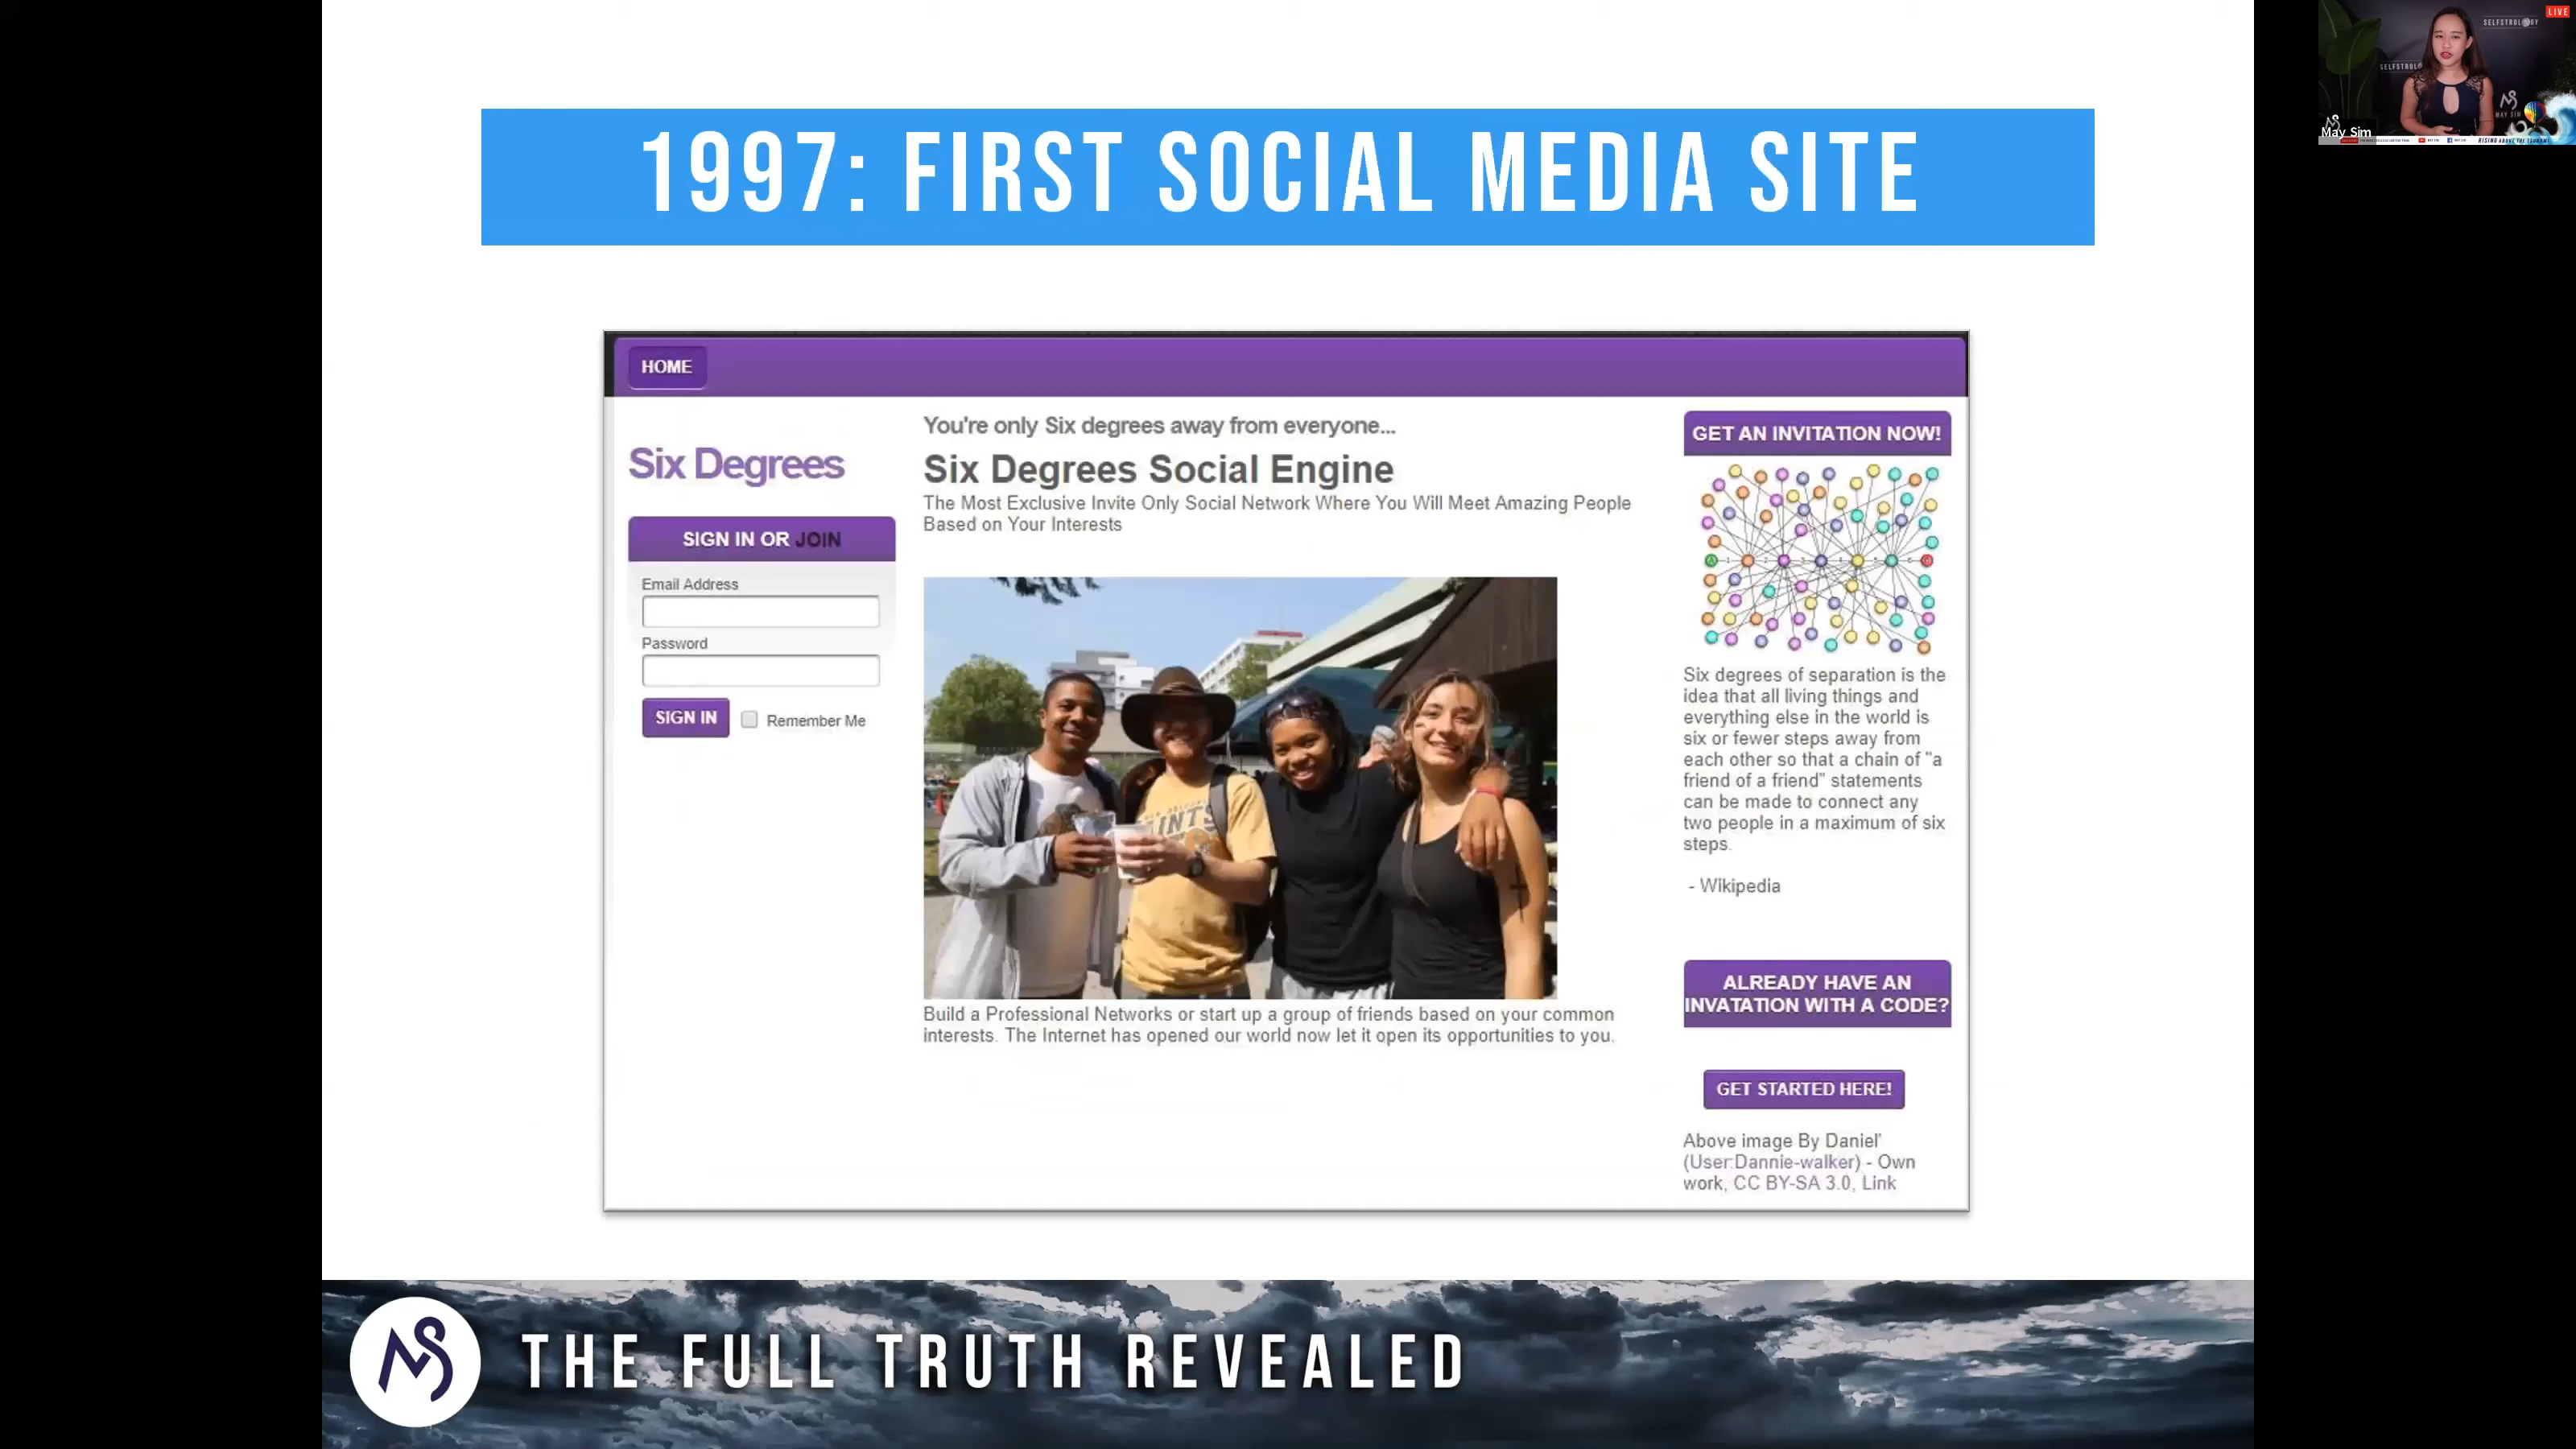 1997: FIRST SOCIAL MEDIA SITE
HOME
Six Degrees
SIGN IN OR JOIN
Email Address
Password
SIGN IN
Remember Me
You're only Six degrees away from everyone...
Six Degrees Social Engine
The Most Exclusive Invite Only Social Network Where You Will Meet Amazing People
Based on Your Interests
AINTS
Build a Professional Networks or start up a group of friends based on your common
interests. The Internet has opened our world now let it open its opportunities to you.
GET AN INVITATION NOW!
Six degrees of separation is the
idea that all living things and
everything else in the world is
six or fewer steps away from
each other so that a chain of "a
friend of a friend" statements
can be made to connect any
two people in a maximum of six
steps.
- Wikipedia
ALREADY HAVE AN
INVATATION WITH A CODE?
GET STARTED HERE!
Above image By Daniel'
(User:Dannie-walker) - Own
work, CC BY-SA 3.0, Link
THE FULL TRUTH REVEALED
LIVE
SELFSTROLOGY
MAY SIM
May Sim
RISING ABOVE THE TSUNAMI